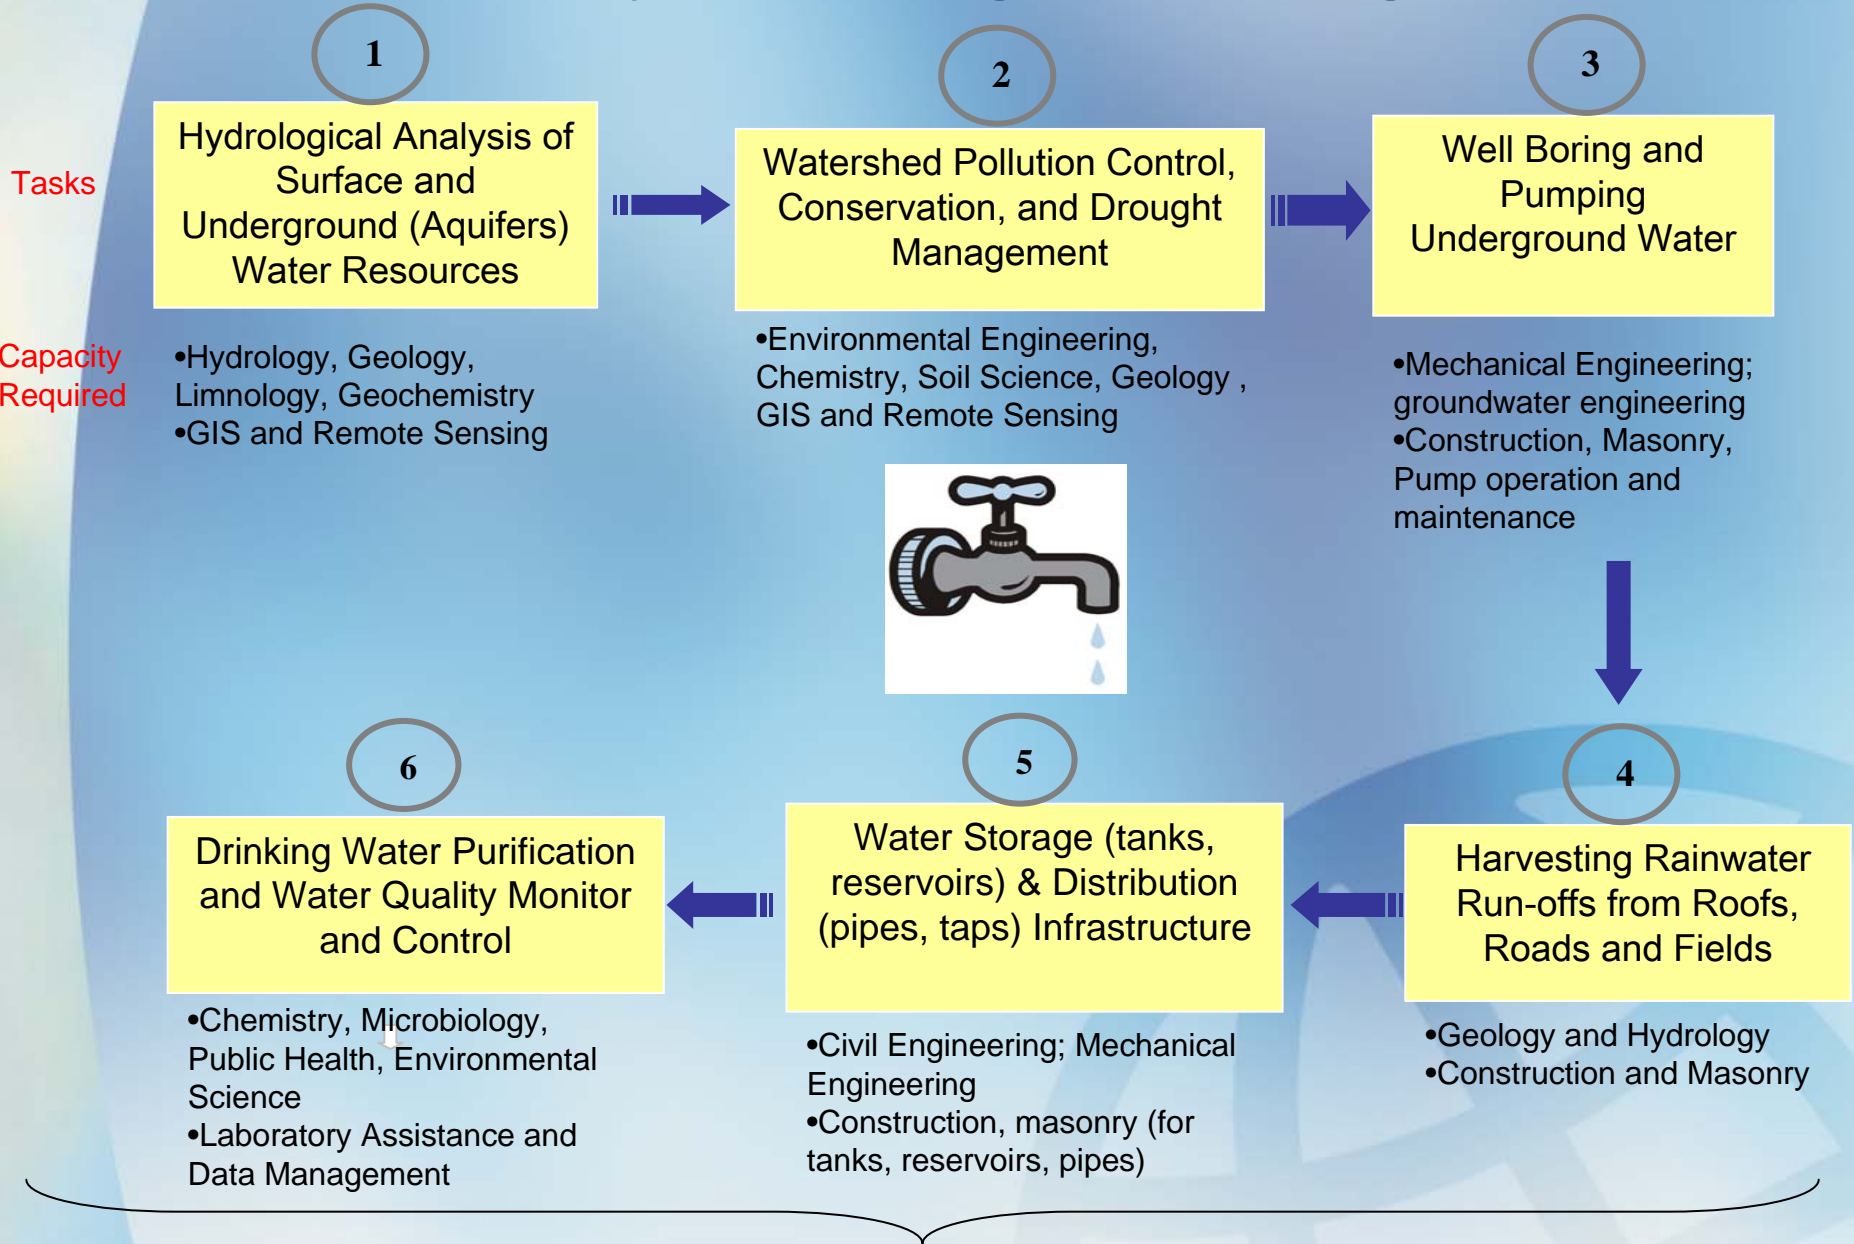 1
Hydrological Analysis of
Surface and
Underground (Aquifers)
Water Resources
2
Watershed Pollution Control,
Conservation, and Drought
Management
3
Well Boring and
Pumping
Underground Water
Tasks
Capacity
Required
•Hydrology, Geology,
Limnology, Geochemistry
•GIS and Remote Sensing
•Environmental Engineering,
Chemistry, Soil Science, Geology ,
GIS and Remote Sensing
•Mechanical Engineering;
groundwater engineering
•Construction, Masonry,
Pump operation and
maintenance
4
Harvesting Rainwater
Run-offs from Roofs,
Roads and Fields
•Geology and Hydrology
•Construction and Masonry
5
Water Storage (tanks,
reservoirs) & Distribution
(pipes, taps) Infrastructure
•Civil Engineering; Mechanical
Engineering
•Construction, masonry (for
tanks, reservoirs, pipes)
6
Drinking Water Purification
and Water Quality Monitor
and Control
•Chemistry, Microbiology,
Public Health, Environmental
Science
•Laboratory Assistance and
Data Management